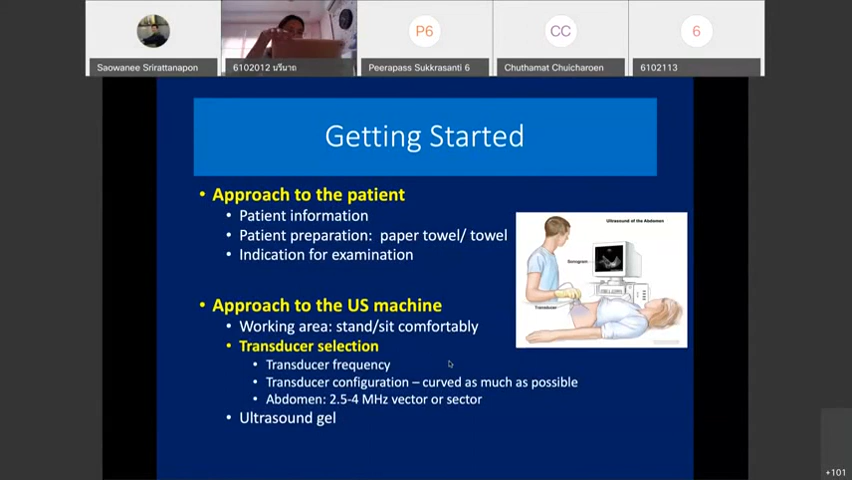 P6
CC
6
Saowanee Srirattanapon
6102012 นรีนาถ
Peerapass Sukkrasanti 6
Chuthamat Chuicharoen
6102113
Getting Started
• Approach to the patient
• Patient information
• Patient preparation: paper towel/ towel
• Indication for examination
Ultrasound of the Abdomen
Sonogram
Transducer
• Approach to the US machine
• Working area: stand/sit comfortably
• Transducer selection
• Transducer frequency
• Transducer configuration – curved as much as possible
• Abdomen: 2.5-4 MHz vector or sector
• Ultrasound gel
+101